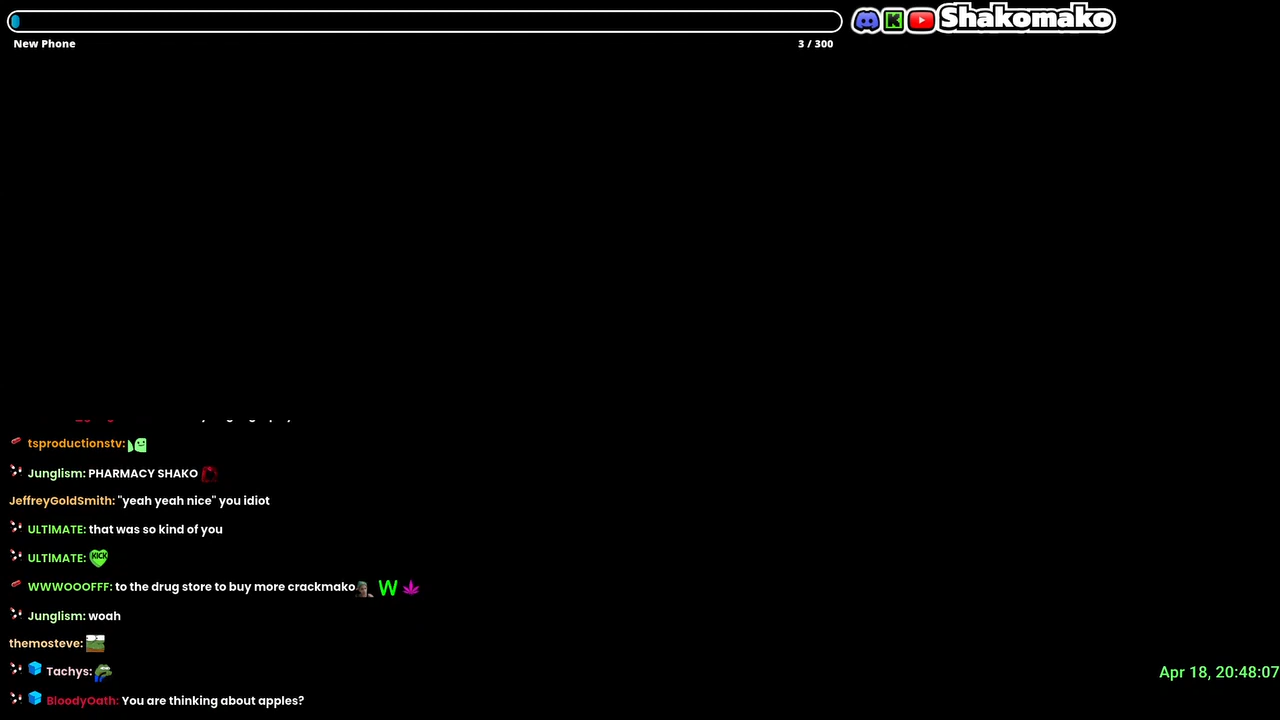 Shakomako
New Phone 3 / 300
tsproductionstv:
Junglism: PHARMACY SHAKO
JeffreyGoldSmith: "yeah yeah nice" you idiot
ULTIMATE: that was so kind of you
ULTIMATE: KICK
WWWOOOFFF: to the drug store to buy more crackmako W
Junglism: woah
themosteve:
Tachys:
Apr 18, 20:48:07
BloodyOath: You are thinking about apples?